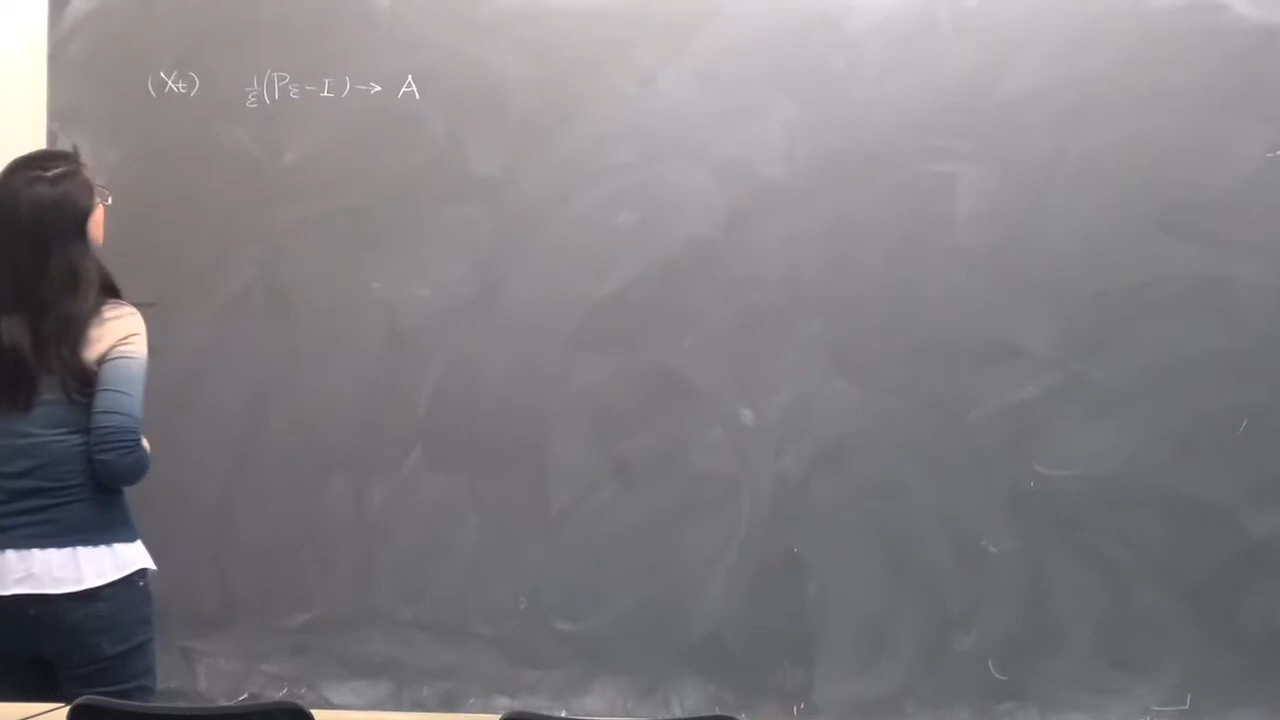 (Xt) 1/ε (Pε - I) → A